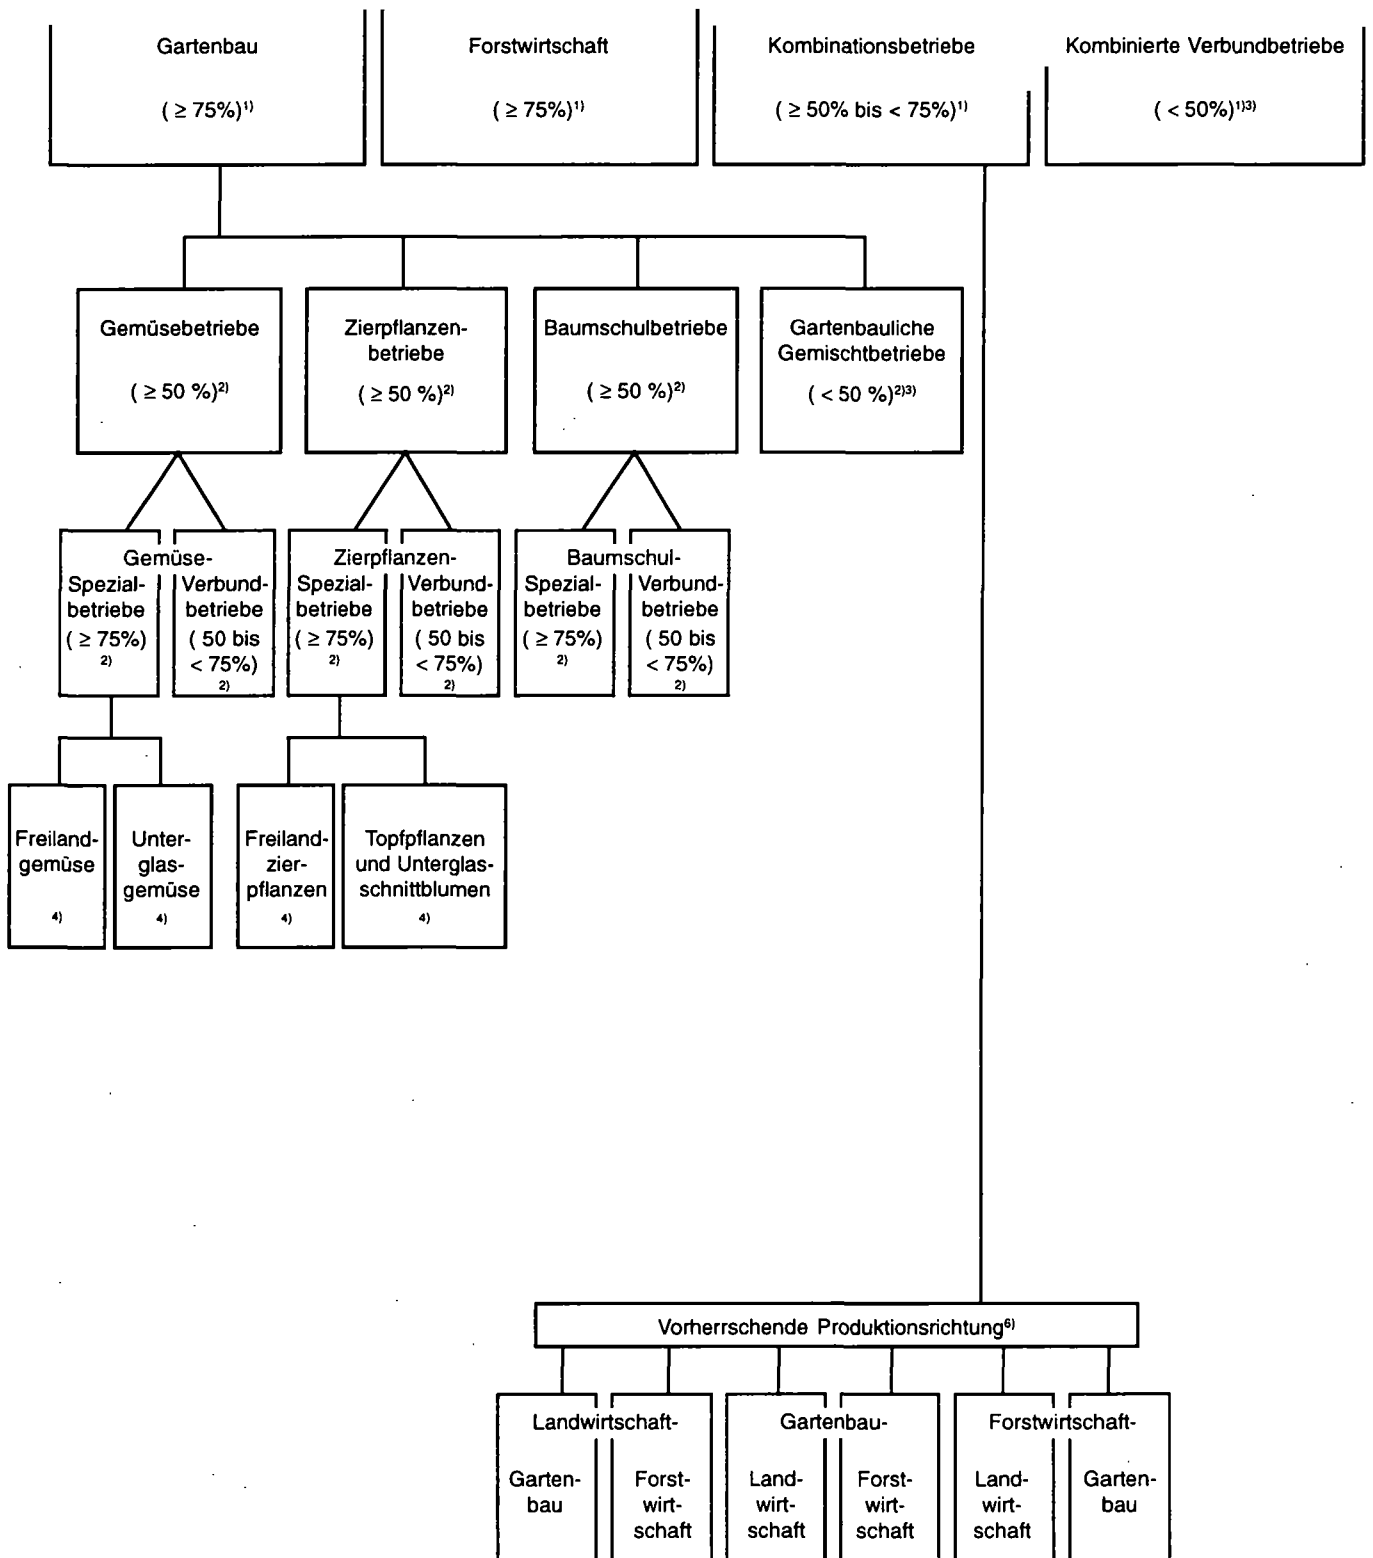 Gartenbau
( ≥ 75%)¹⁾
Forstwirtschaft
( ≥ 75%)¹⁾
Kombinationsbetriebe
( ≥ 50% bis < 75%)¹⁾
Kombinierte Verbundbetriebe
( < 50%)¹⁾³⁾
Gemüsebetriebe
( ≥ 50 %)²⁾
Zierpflanzen-
betriebe
( ≥ 50 %)²⁾
Baumschulbetriebe
( ≥ 50 %)²⁾
Gartenbauliche
Gemischtbetriebe
( < 50 %)²⁾³⁾
Gemüse-
Spezial-
betriebe
( ≥ 75%)
2)
Verbund-
betriebe
( 50 bis
< 75%)
2)
Zierpflanzen-
Spezial-
betriebe
( ≥ 75%)
2)
Verbund-
betriebe
( 50 bis
< 75%)
2)
Baumschul-
Spezial-
betriebe
( ≥ 75%)
2)
Verbund-
betriebe
( 50 bis
< 75%)
2)
Freiland-
gemüse
4)
Unter-
glas-
gemüse
4)
Freiland-
zier-
pflanzen
4)
Topfpflanzen
und Unterglas-
schnittblumen
4)
Vorherrschende Produktionsrichtung⁶⁾
Landwirtschaft-
Garten-
bau
Forst-
wirt-
schaft
Gartenbau-
Land-
wirt-
schaft
Forst-
wirt-
schaft
Forstwirtschaft-
Land-
wirt-
schaft
Garten-
bau